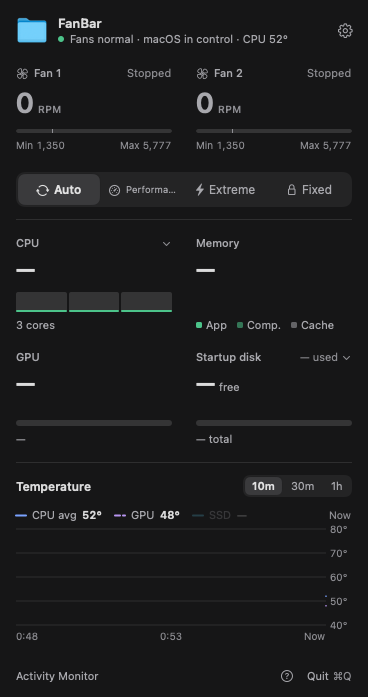 FanBar
Fans normal · macOS in control · CPU 52°
Fan 1 Stopped
Fan 2 Stopped
0 RPM
0 RPM
Min 1,350 Max 5,777
Min 1,350 Max 5,777
Auto Performa... Extreme Fixed
CPU
Memory
—
—
3 cores
App Comp. Cache
GPU
Startup disk — used
—
— free
—
— total
Temperature 10m 30m 1h
CPU avg 52° GPU 48° SSD — Now
80°
70°
60°
50°
40°
0:48 0:53 Now
Activity Monitor ? Quit ⌘Q